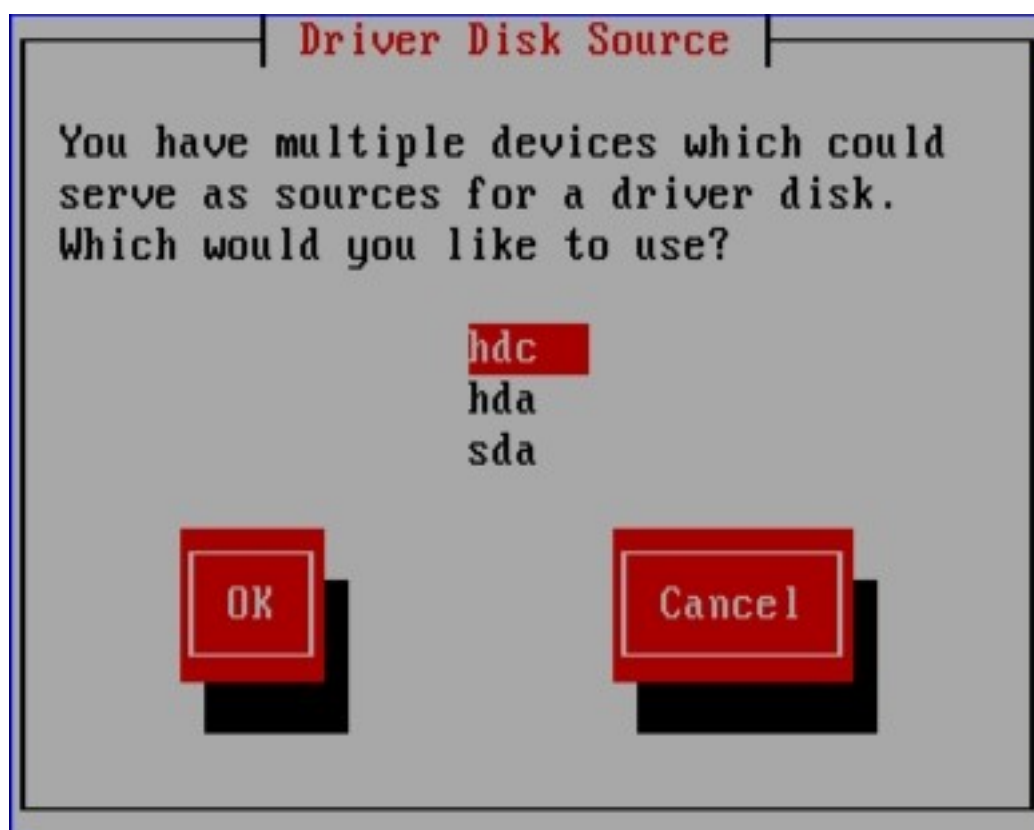 Driver Disk Source
You have multiple devices which could
serve as sources for a driver disk.
Which would you like to use?
hdc
hda
sda
OK
Cancel